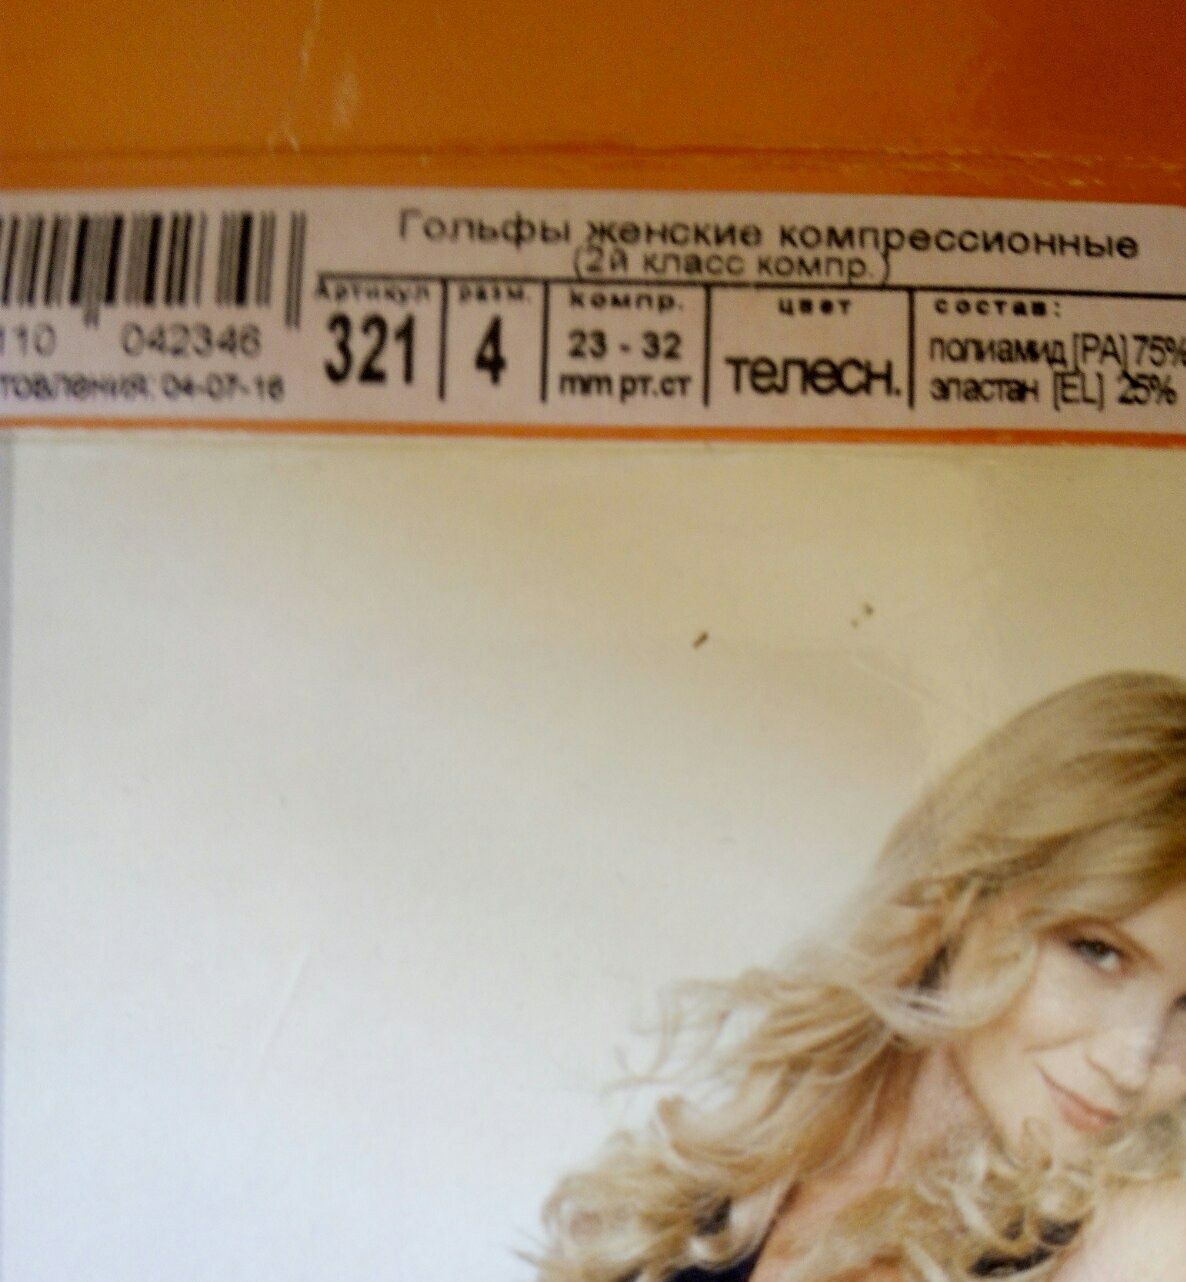 Гольфы женские компрессионные
(2й класс компр.)
Артикул разм. компр. цвет состав:
321 4 23 - 32 mm рт.ст телесн. полиамид [PA] 75%
эластан [EL] 25%
110 042346
товления: 04-07-16